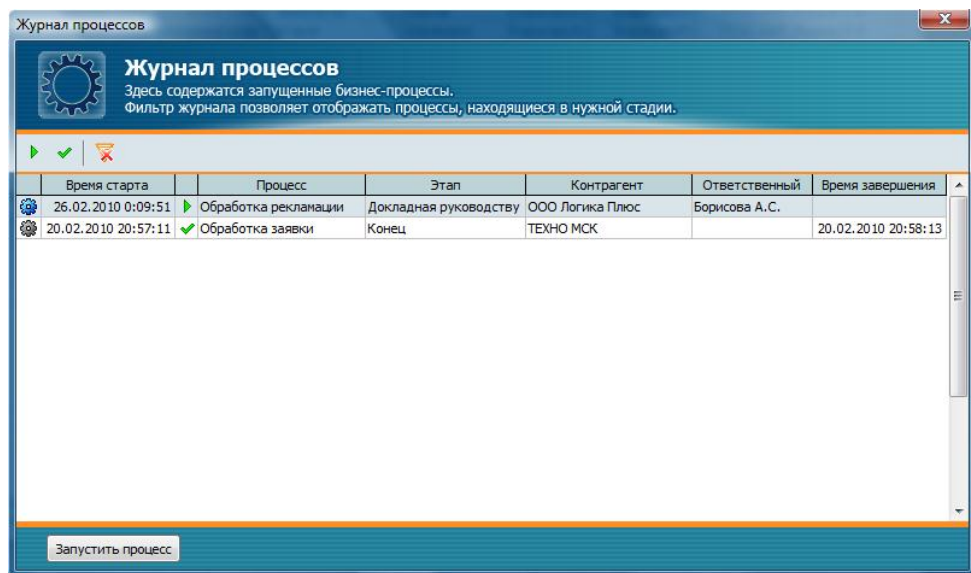 Журнал процессов
Журнал процессов
Здесь содержатся запущенные бизнес-процессы.
Фильтр журнала позволяет отображать процессы, находящиеся в нужной стадии.
Время старта Процесс Этап Контрагент Ответственный Время завершения
26.02.2010 0:09:51 Обработка рекламации Докладная руководству ООО Логика Плюс Борисова А.С.
20.02.2010 20:57:11 Обработка заявки Конец ТЕХНО МСК 20.02.2010 20:58:13
Запустить процесс